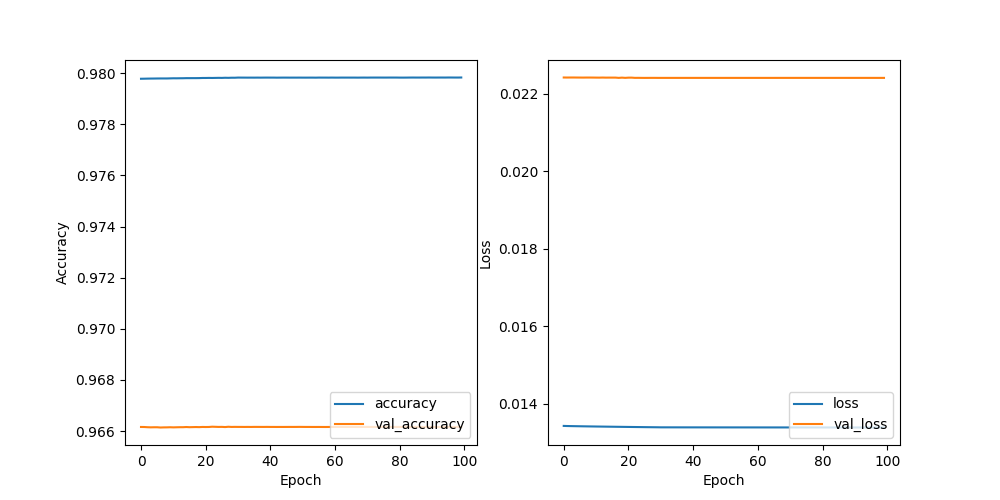 0.980
0.978
0.976
0.974
0.972
0.970
0.968
0.966
Accuracy
0 20 40 60 80 100
Epoch
accuracy
val_accuracy
0.022
0.020
0.018
0.016
0.014
Loss
0 20 40 60 80 100
Epoch
loss
val_loss